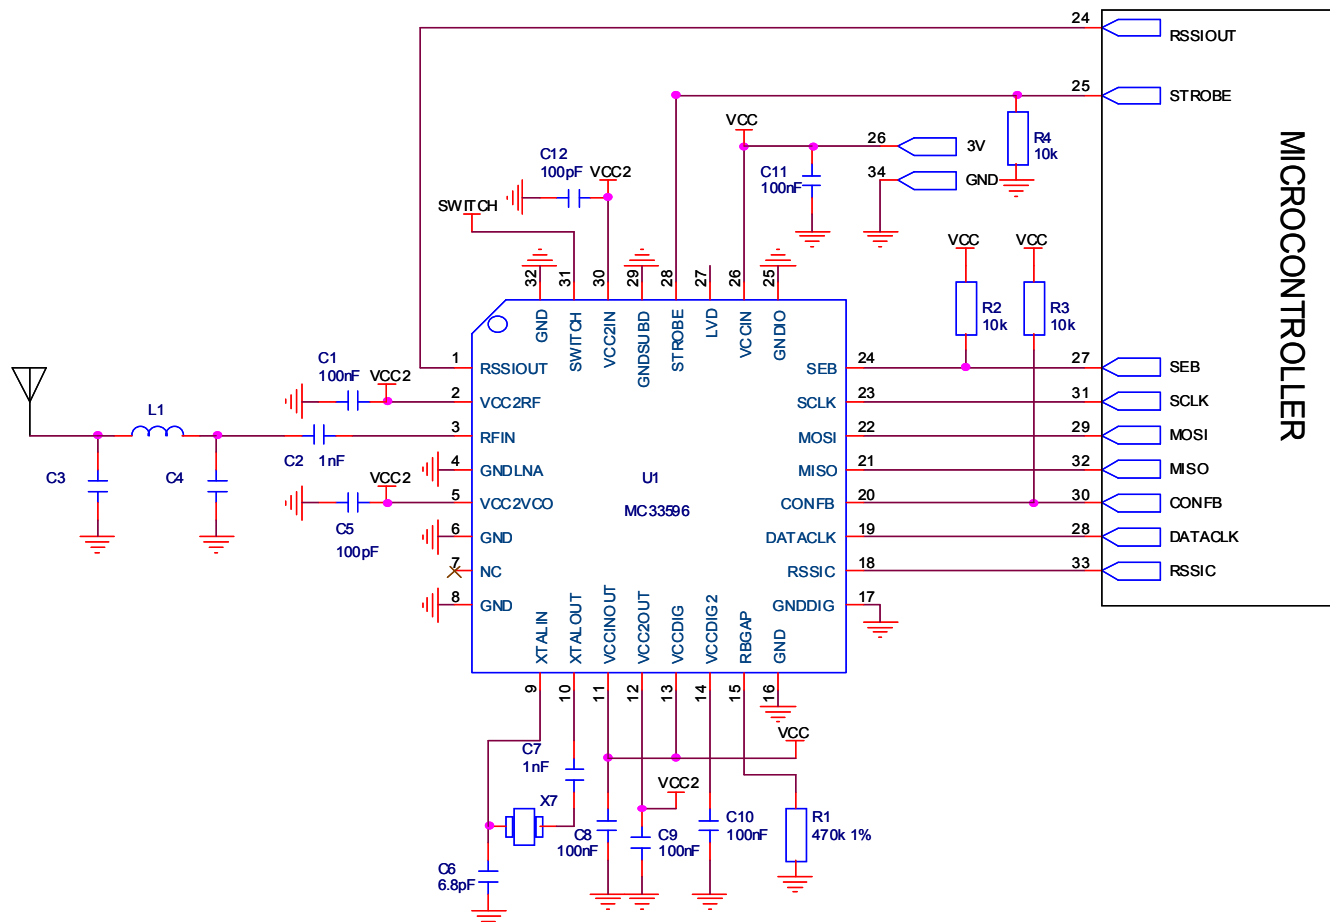 24
RSSIOUT
25
STROBE
MICROCONTROLLER
VCC
26
3V
R4
10k
C12
100pF
VCC2
C11
100nF
34
GND
SWITCH
VCC
VCC
32
31
30
29
28
27
26
25
GND
SWITCH
VCC2IN
GNDSUBD
STROBE
LVD
VCCIN
GNDIO
R2
10k
R3
10k
C1
100nF
VCC2
1
RSSIOUT
SEB
24
27
SEB
2
VCC2RF
SCLK
23
31
SCLK
L1
3
RFIN
MOSI
22
29
MOSI
C2
1nF
C3
C4
4
GNDLNA
MISO
21
32
MISO
U1
VCC2
5
VCC2VCO
CONFB
20
30
CONFB
MC33596
C5
100pF
6
GND
DATACLK
19
28
DATACLK
7
NC
RSSIC
18
33
RSSIC
8
GND
GNDDIG
17
XTALIN
XTALOUT
VCCINOUT
VCC2OUT
VCCDIG
VCCDIG2
RBGAP
GND
9
10
11
12
13
14
15
16
VCC
C7
1nF
VCC2
X7
C8
100nF
C9
100nF
C10
100nF
R1
470k 1%
C6
6.8pF